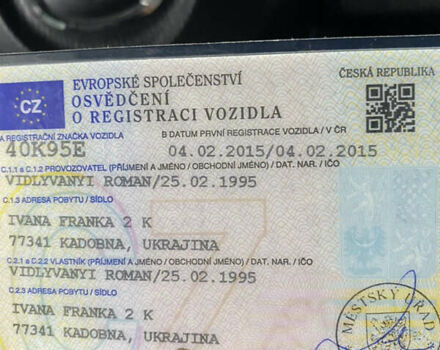 EVROPSKÉ SPOLEČENSTVÍ
ČESKÁ REPUBLIKA
CZ
OSVĚDČENÍ
O REGISTRACI VOZIDLA
A REGISTRAČNÍ ZNAČKA VOZIDLA
B DATUM PRVNÍ REGISTRACE VOZIDLA / V ČR
40K95E
04.02.2015/04.02.2015
C.1.1 a C.1.2 PROVOZOVATEL (PŘÍJMENÍ A JMÉNO / OBCHODNÍ JMÉNO) / DAT. NAR. / IČO
VIDLYVANYI ROMAN/25.02.1995
C.1.3 ADRESA POBYTU / SÍDLO
IVANA FRANKA 2 K
77341 KADOBNA, UKRAJINA
C.2.1 a C.2.2 VLASTNÍK (PŘÍJMENÍ A JMÉNO / OBCHODNÍ JMÉNO) / DAT. NAR. / IČO
VIDLYVANYI ROMAN/25.02.1995
C.2.3 ADRESA POBYTU / SÍDLO
IVANA FRANKA 2 K
77341 KADOBNA, UKRAJINA
MĚSTSKÝ ÚŘAD